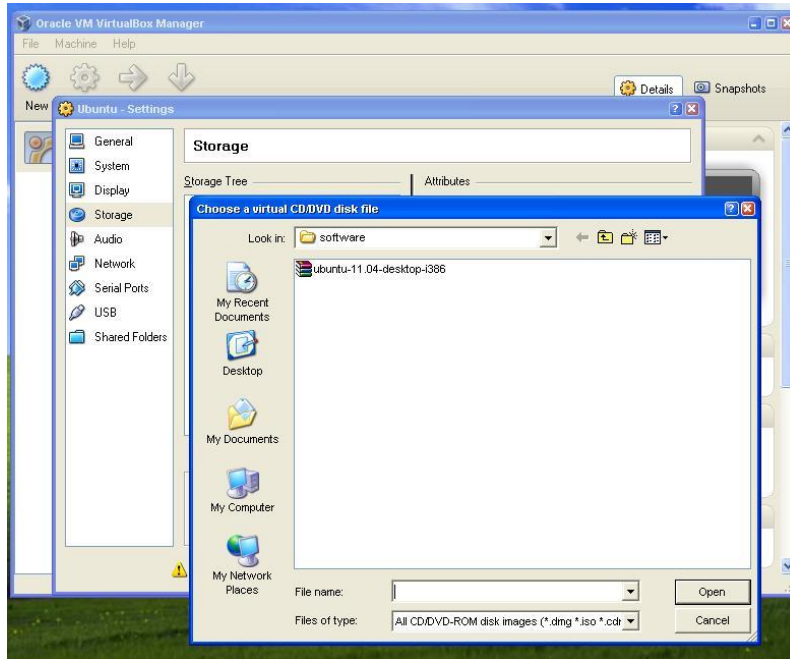 Oracle VM VirtualBox Manager
File Machine Help
New
Details
Snapshots
Ubuntu - Settings
General
System
Display
Storage
Audio
Network
Serial Ports
USB
Shared Folders
Storage
Storage Tree
Attributes
Choose a virtual CD/DVD disk file
Look in: software
ubuntu-11.04-desktop-i386
My Recent
Documents
Desktop
My Documents
My Computer
My Network
Places
File name:
Open
Files of type: All CD/DVD-ROM disk images (*.dmg *.iso *.cdr
Cancel